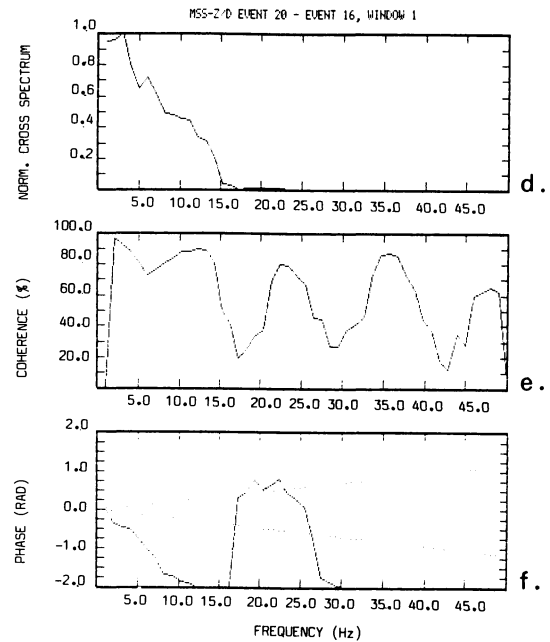 MSS-Z/D EVENT 20 - EVENT 16, WINDOW 1
NORM. CROSS SPECTRUM
1.0
0.8
0.6
0.4
0.2
5.0 10.0 15.0 20.0 25.0 30.0 35.0 40.0 45.0
d.
COHERENCE (%)
100.0
80.0
60.0
40.0
20.0
5.0 10.0 15.0 20.0 25.0 30.0 35.0 40.0 45.0
e.
PHASE (RAD)
2.0
1.0
0.0
-1.0
-2.0
5.0 10.0 15.0 20.0 25.0 30.0 35.0 40.0 45.0
f.
FREQUENCY (Hz)